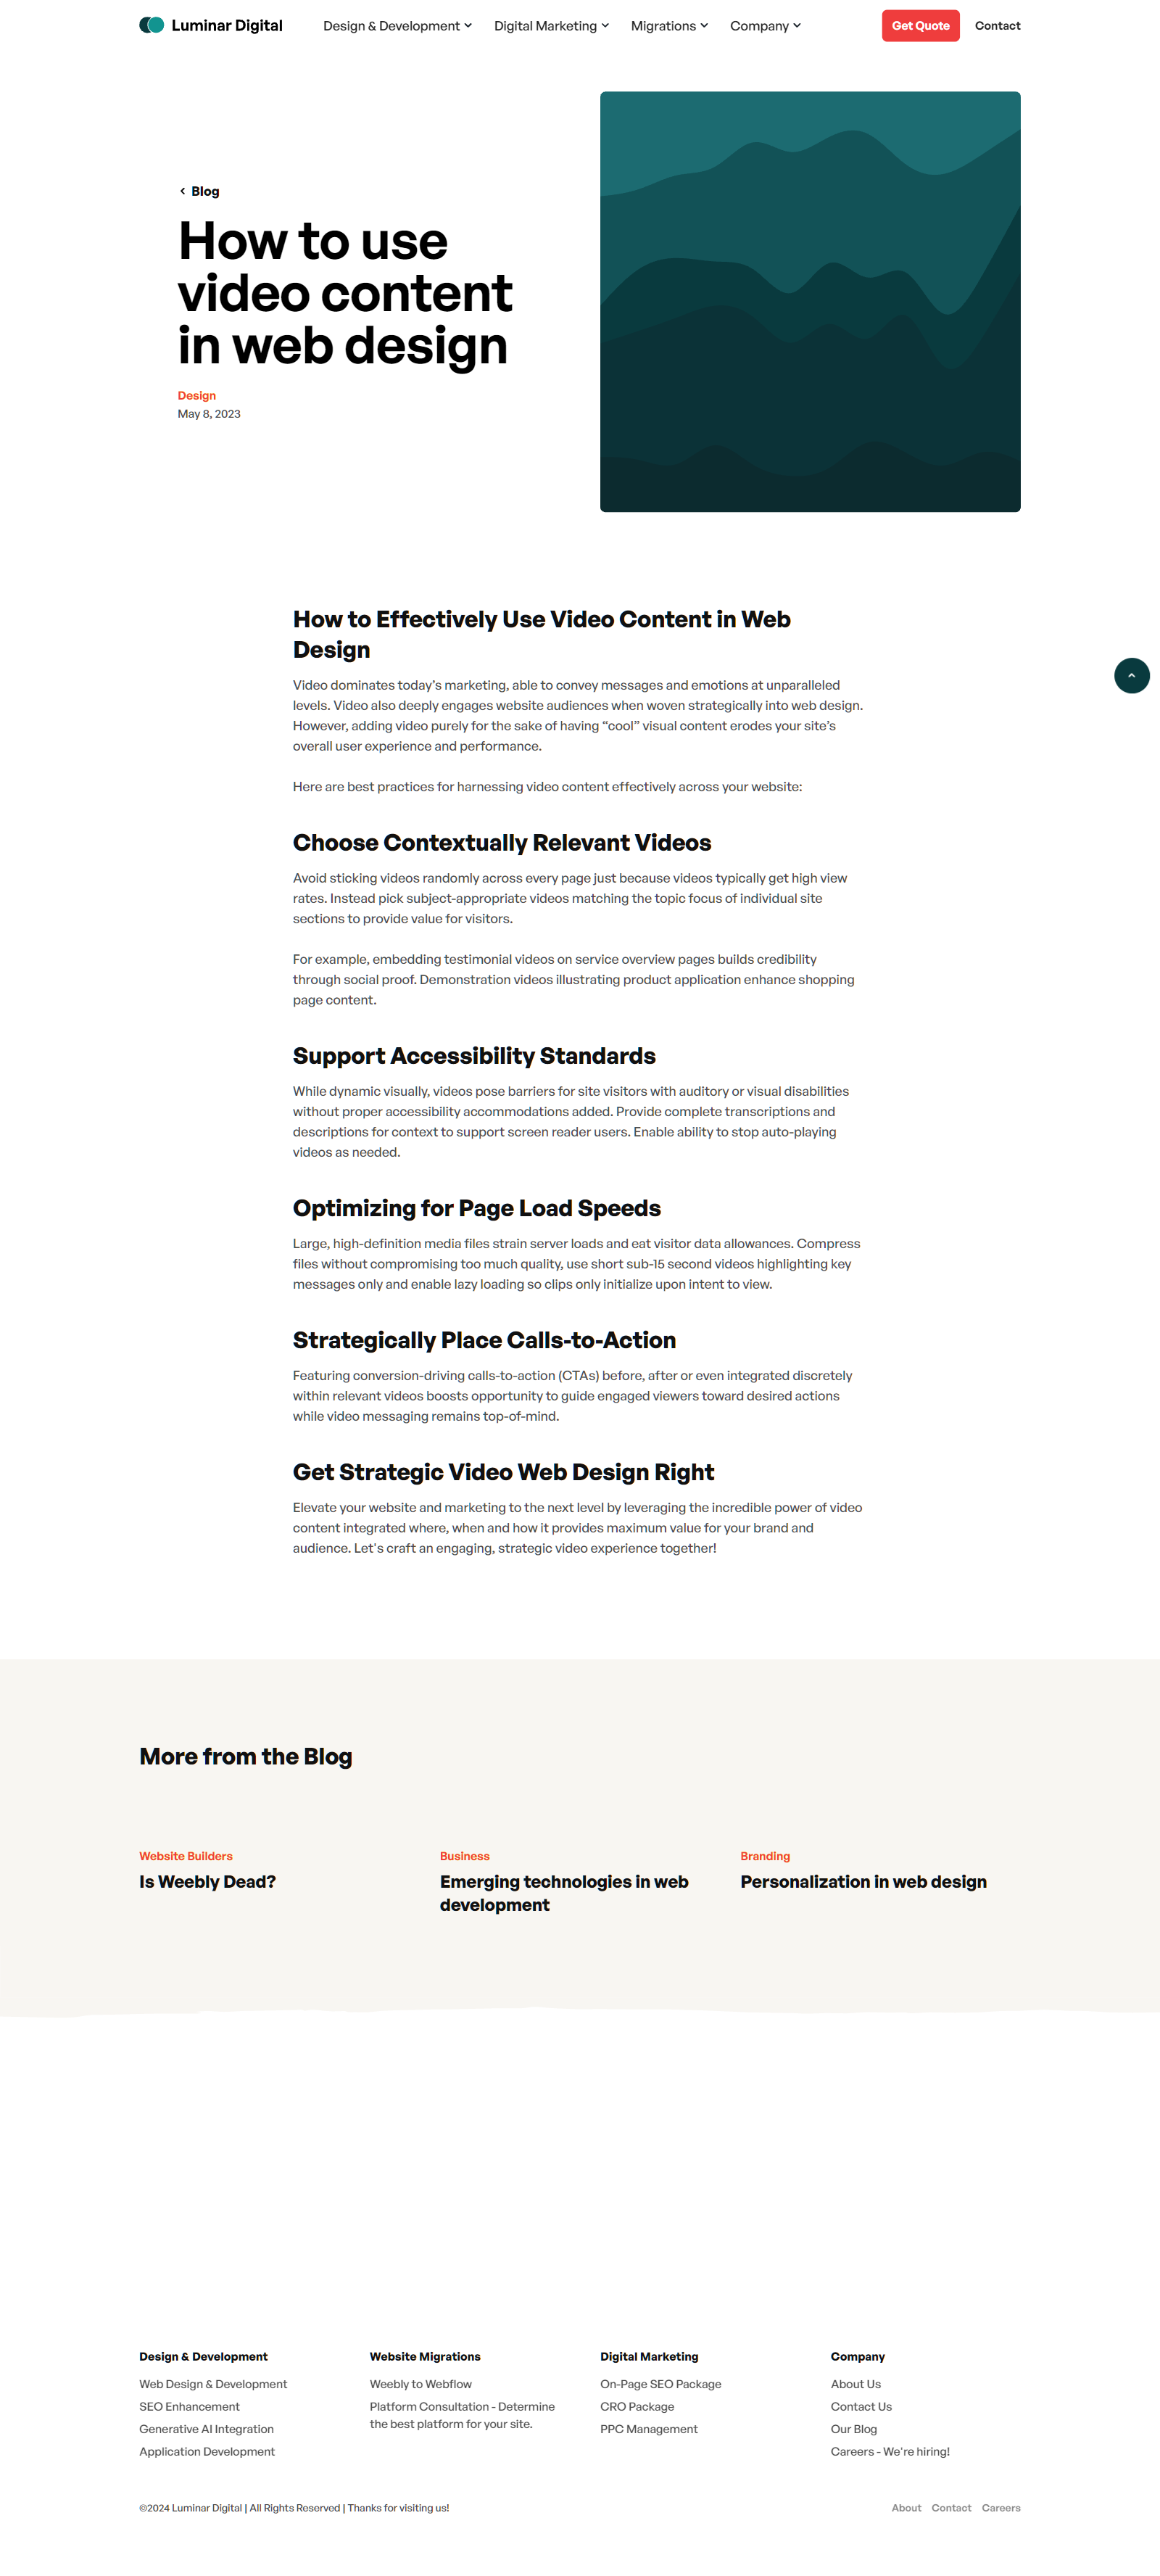 Luminar Digital
Design & Development
Digital Marketing
Migrations
Company
Get Quote
Contact
Blog
How to use
video content
in web design
Design
May 8, 2023
How to Effectively Use Video Content in Web
Design
Video dominates today’s marketing, able to convey messages and emotions at unparalleled
levels. Video also deeply engages website audiences when woven strategically into web design.
However, adding video purely for the sake of having “cool” visual content erodes your site’s
overall user experience and performance.
Here are best practices for harnessing video content effectively across your website:
Choose Contextually Relevant Videos
Avoid sticking videos randomly across every page just because videos typically get high view
rates. Instead pick subject-appropriate videos matching the topic focus of individual site
sections to provide value for visitors.
For example, embedding testimonial videos on service overview pages builds credibility
through social proof. Demonstration videos illustrating product application enhance shopping
page content.
Support Accessibility Standards
While dynamic visually, videos pose barriers for site visitors with auditory or visual disabilities
without proper accessibility accommodations added. Provide complete transcriptions and
descriptions for context to support screen reader users. Enable ability to stop auto-playing
videos as needed.
Optimizing for Page Load Speeds
Large, high-definition media files strain server loads and eat visitor data allowances. Compress
files without compromising too much quality, use short sub-15 second videos highlighting key
messages only and enable lazy loading so clips only initialize upon intent to view.
Strategically Place Calls-to-Action
Featuring conversion-driving calls-to-action (CTAs) before, after or even integrated discretely
within relevant videos boosts opportunity to guide engaged viewers toward desired actions
while video messaging remains top-of-mind.
Get Strategic Video Web Design Right
Elevate your website and marketing to the next level by leveraging the incredible power of video
content integrated where, when and how it provides maximum value for your brand and
audience. Let's craft an engaging, strategic video experience together!
More from the Blog
Website Builders
Is Weebly Dead?
Business
Emerging technologies in web
development
Branding
Personalization in web design
Design & Development
Web Design & Development
SEO Enhancement
Generative AI Integration
Application Development
Website Migrations
Weebly to Webflow
Platform Consultation - Determine
the best platform for your site.
Digital Marketing
On-Page SEO Package
CRO Package
PPC Management
Company
About Us
Contact Us
Our Blog
Careers - We're hiring!
©2024 Luminar Digital | All Rights Reserved | Thanks for visiting us!
About
Contact
Careers